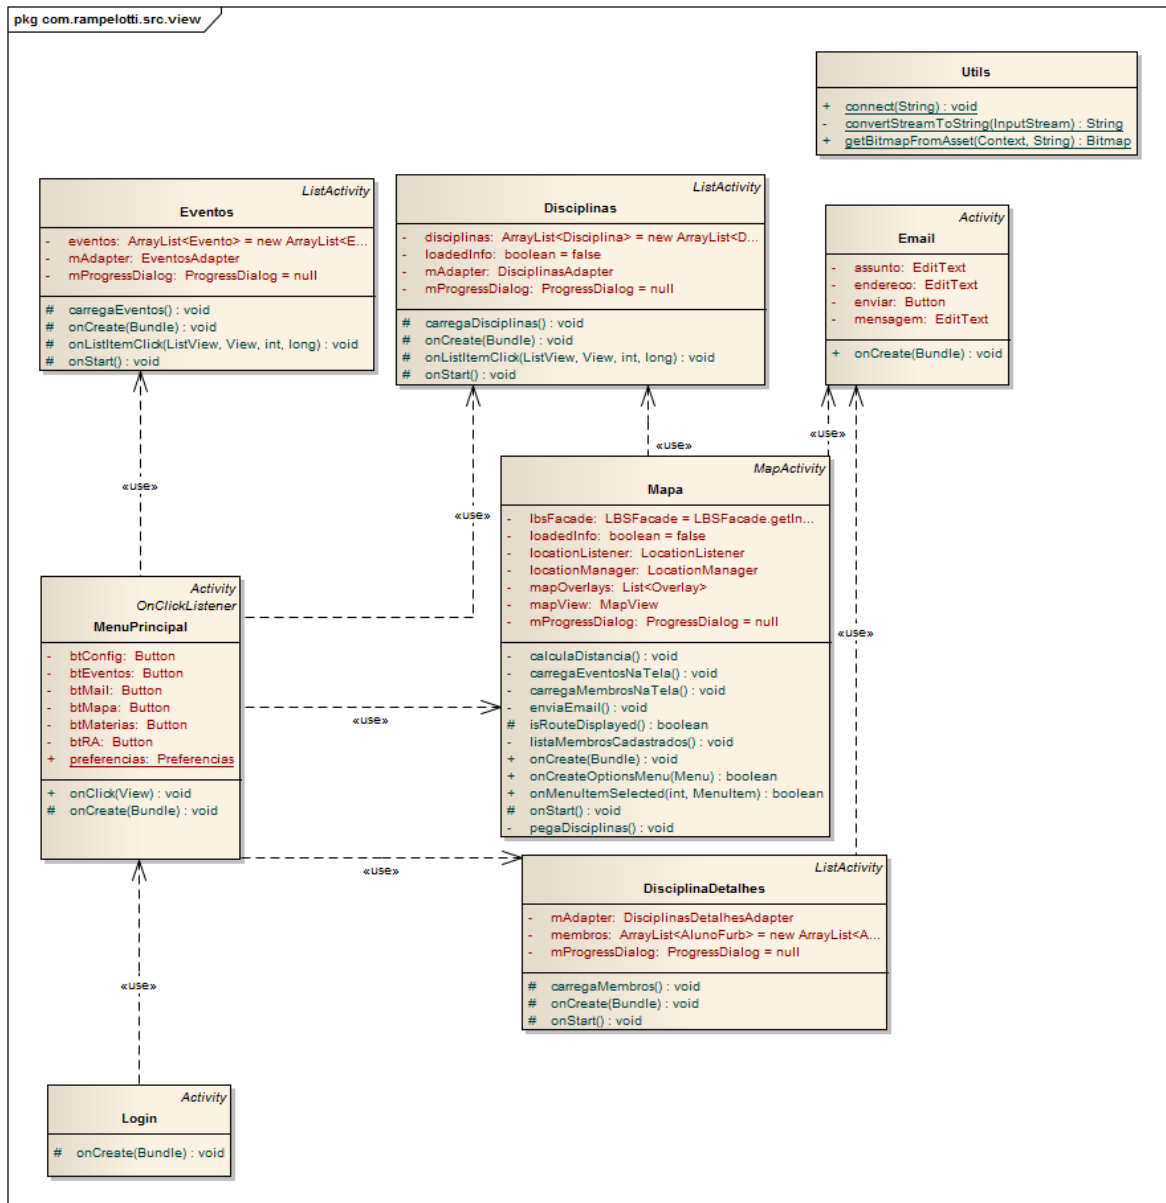 pkg com.rampelotti.src.view
Utils
+ connect(String) : void
- convertStreamToString(InputStream) : String
+ getBitmapFromAsset(Context, String) : Bitmap
ListActivity
Eventos
- eventos: ArrayList<Evento> = new ArrayList<E...
- mAdapter: EventosAdapter
- mProgressDialog: ProgressDialog = null
# carregaEventos() : void
# onCreate(Bundle) : void
# onListItemClick(ListView, View, int, long) : void
# onStart() : void
ListActivity
Disciplinas
- disciplinas: ArrayList<Disciplina> = new ArrayList<D...
- loadedInfo: boolean = false
- mAdapter: DisciplinasAdapter
- mProgressDialog: ProgressDialog = null
# carregaDisciplinas() : void
# onCreate(Bundle) : void
# onListItemClick(ListView, View, int, long) : void
# onStart() : void
Activity
Email
- assunto: EditText
- endereco: EditText
- enviar: Button
- mensagem: EditText
+ onCreate(Bundle) : void
«use»
«use»
«use»
«use»
«use»
MapActivity
Mapa
- lbsFacade: LBSFacade = LBSFacade.getIn...
- loadedInfo: boolean = false
- locationListener: LocationListener
- locationManager: LocationManager
- mapOverlays: List<Overlay>
- mapView: MapView
- mProgressDialog: ProgressDialog = null
- calculaDistancia() : void
- carregaEventosNaTela() : void
- carregaMembrosNaTela() : void
- enviaEmail() : void
# isRouteDisplayed() : boolean
- listaMembrosCadastrados() : void
+ onCreate(Bundle) : void
+ onCreateOptionsMenu(Menu) : boolean
+ onMenuItemSelected(int, MenuItem) : boolean
# onStart() : void
- pegaDisciplinas() : void
Activity
OnClickListener
MenuPrincipal
- btConfig: Button
- btEventos: Button
- btMail: Button
- btMapa: Button
- btMaterias: Button
- btRA: Button
+ preferencias: Preferencias
+ onClick(View) : void
# onCreate(Bundle) : void
«use»
«use»
ListActivity
DisciplinaDetalhes
- mAdapter: DisciplinasDetalhesAdapter
- membros: ArrayList<AlunoFurb> = new ArrayList<A...
- mProgressDialog: ProgressDialog = null
# carregaMembros() : void
# onCreate(Bundle) : void
# onStart() : void
«use»
Activity
Login
# onCreate(Bundle) : void